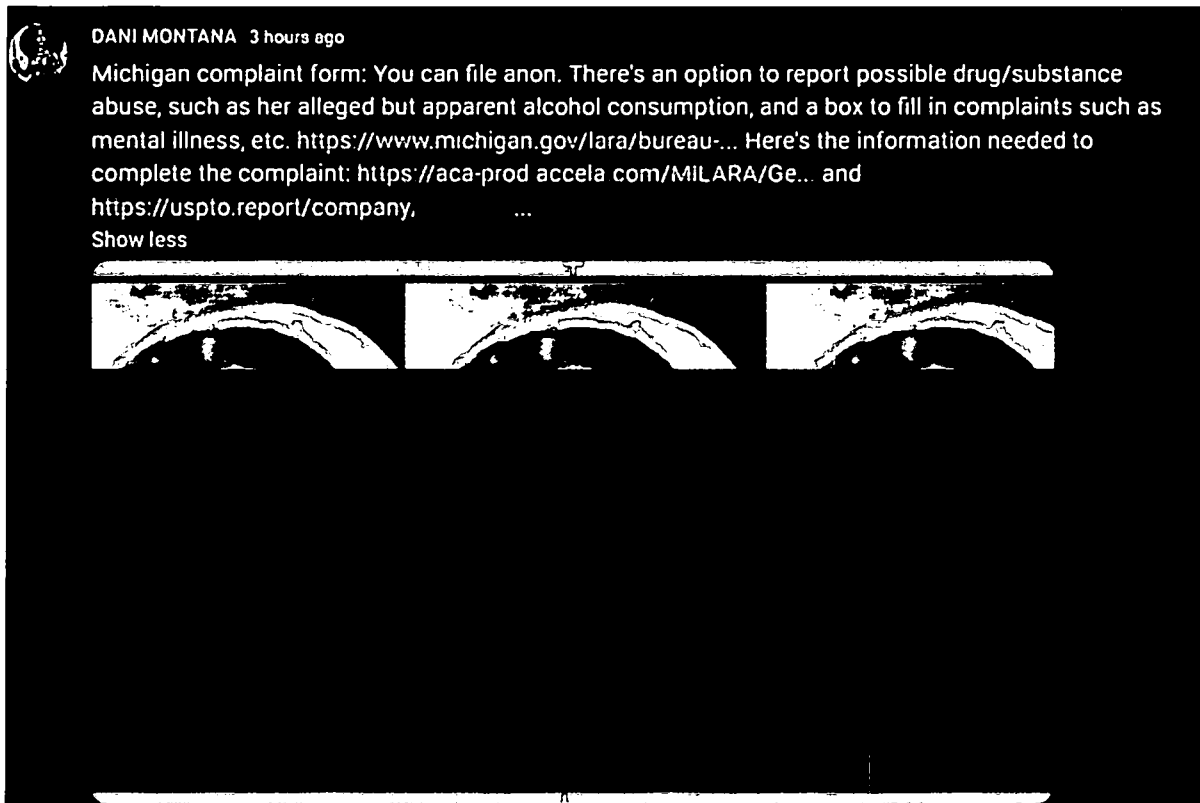 DANI MONTANA 3 hours ago
Michigan complaint form: You can file anon. There's an option to report possible drug/substance
abuse, such as her alleged but apparent alcohol consumption, and a box to fill in complaints such as
mental illness, etc. https://www.michigan.gov/lara/bureau-... Here's the information needed to
complete the complaint: https://aca-prod accela com/MILARA/Ge... and
https://uspto.report/company, ...
Show less